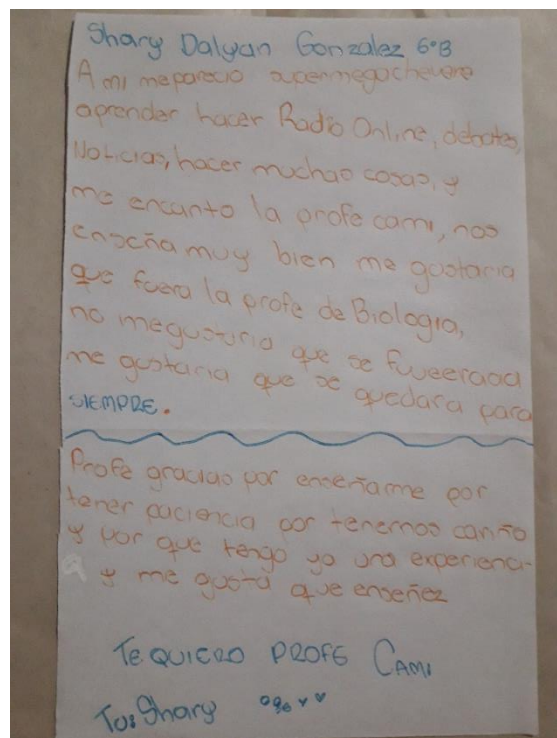 Shary Dalyan Gonzalez 6°B
A mi meparecio supermegachevere
aprender hacer Radio Online, debates,
Noticias, hacer muchas cosas, y
me encanto la profe cami, nos
enseña muy bien me gustaria
que fuera la profe de Biologia,
no megustaria que se fueeraaa
me gustaria que se quedara para
SIEMPRE.
Profe gracias por enseñarme por
tener paciencia por tenernos cariño
y por que tengo ya una experienci-
a y me gusta que enseñez
Te QUIERO PROFE CAMI
Tu: Shary